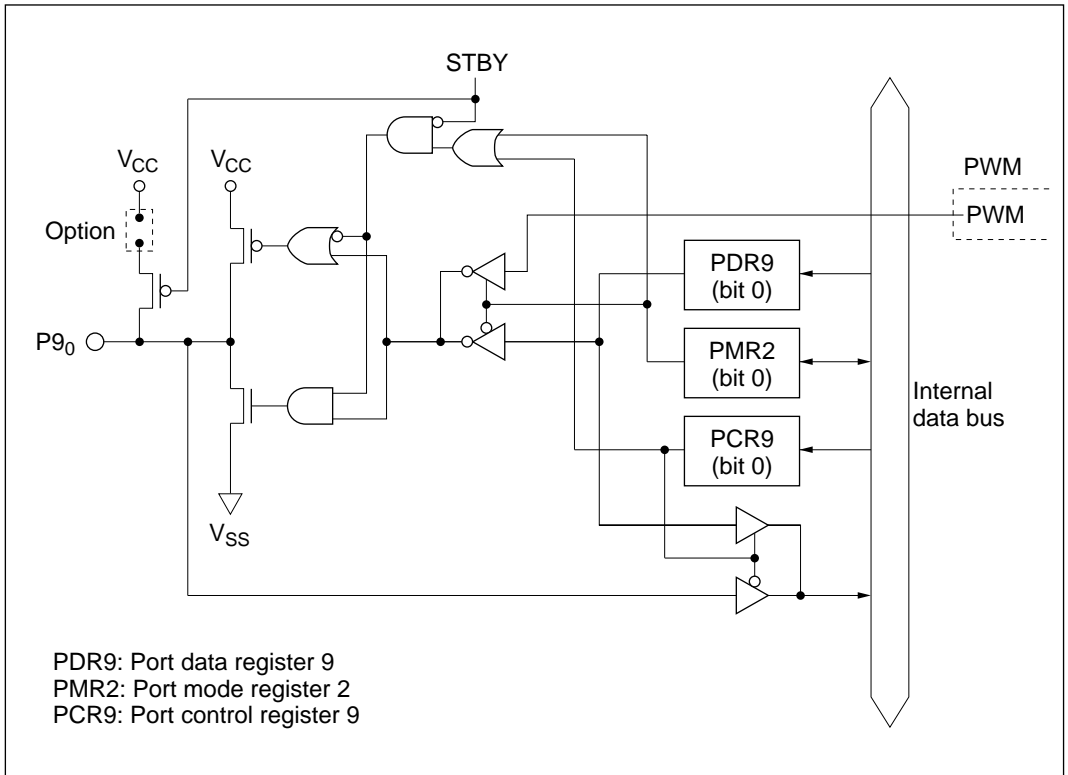 STBY
VCC
VCC
Option
P90
VSS
PWM
PWM
PDR9
(bit 0)
PMR2
(bit 0)
PCR9
(bit 0)
Internal
data bus
PDR9: Port data register 9
PMR2: Port mode register 2
PCR9: Port control register 9